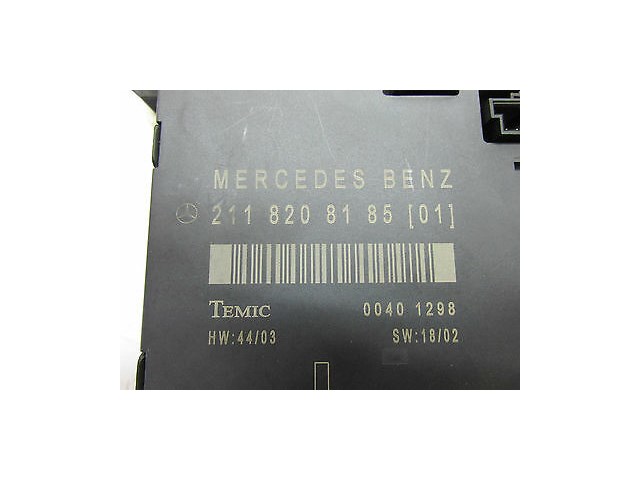 MERCEDES BENZ
211 820 81 85 [01]
TEMIC 0040 1298
HW:44/03 SW:18/02